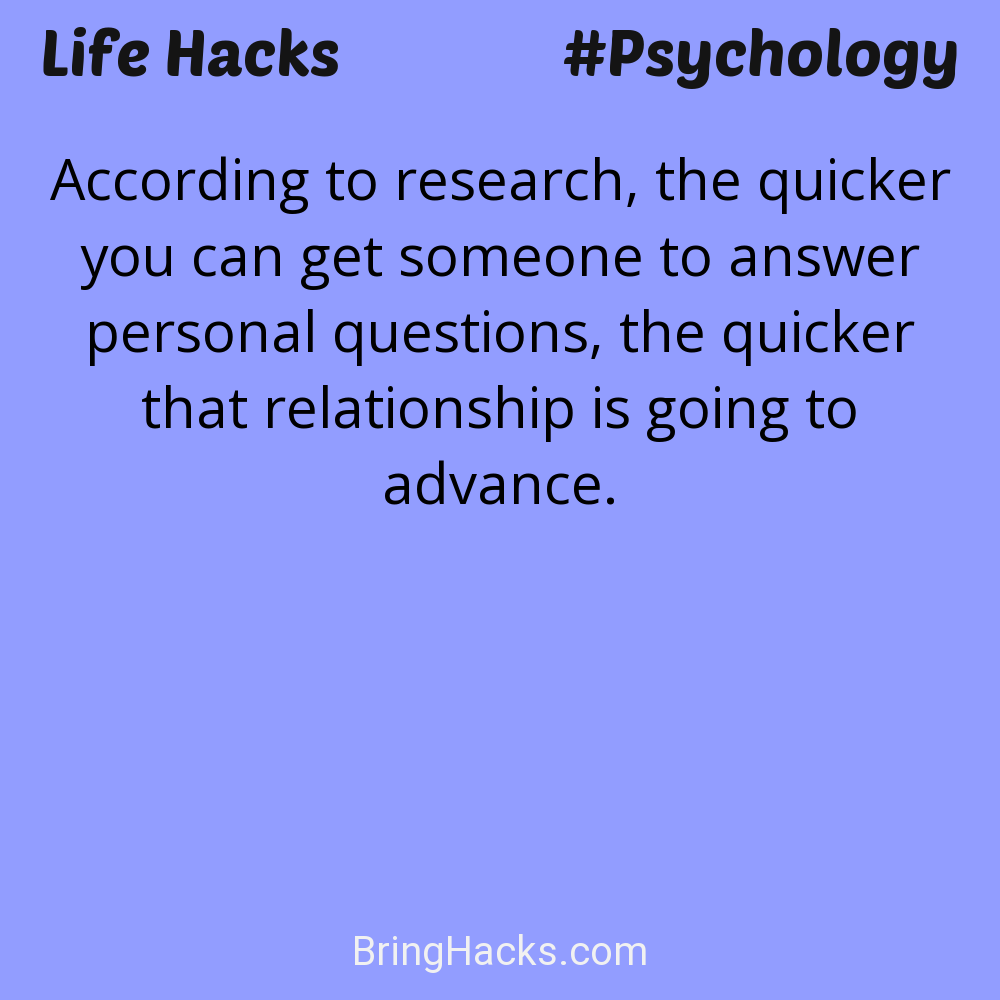 Life Hacks #Psychology
According to research, the quicker
you can get someone to answer
personal questions, the quicker
that relationship is going to
advance.
BringHacks.com